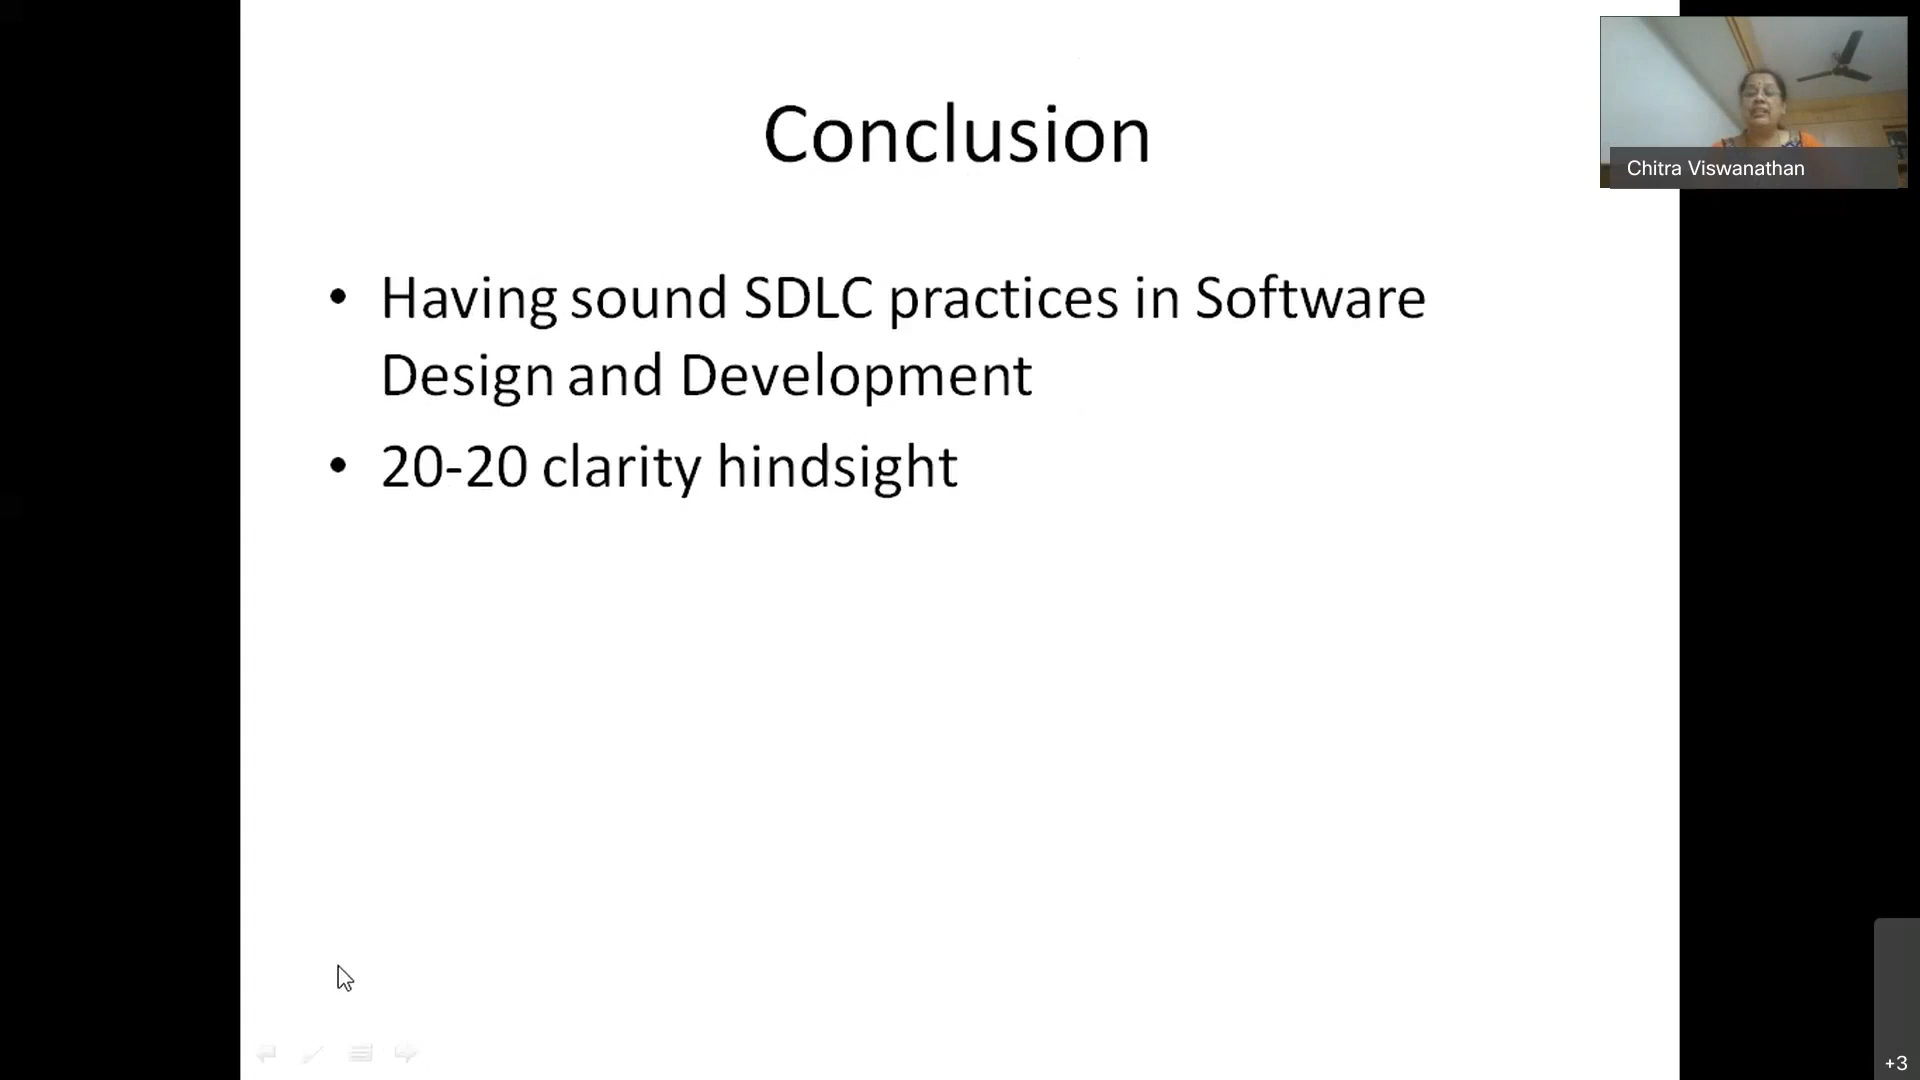 Conclusion
• Having sound SDLC practices in Software
Design and Development
• 20-20 clarity hindsight
Chitra Viswanathan
+3